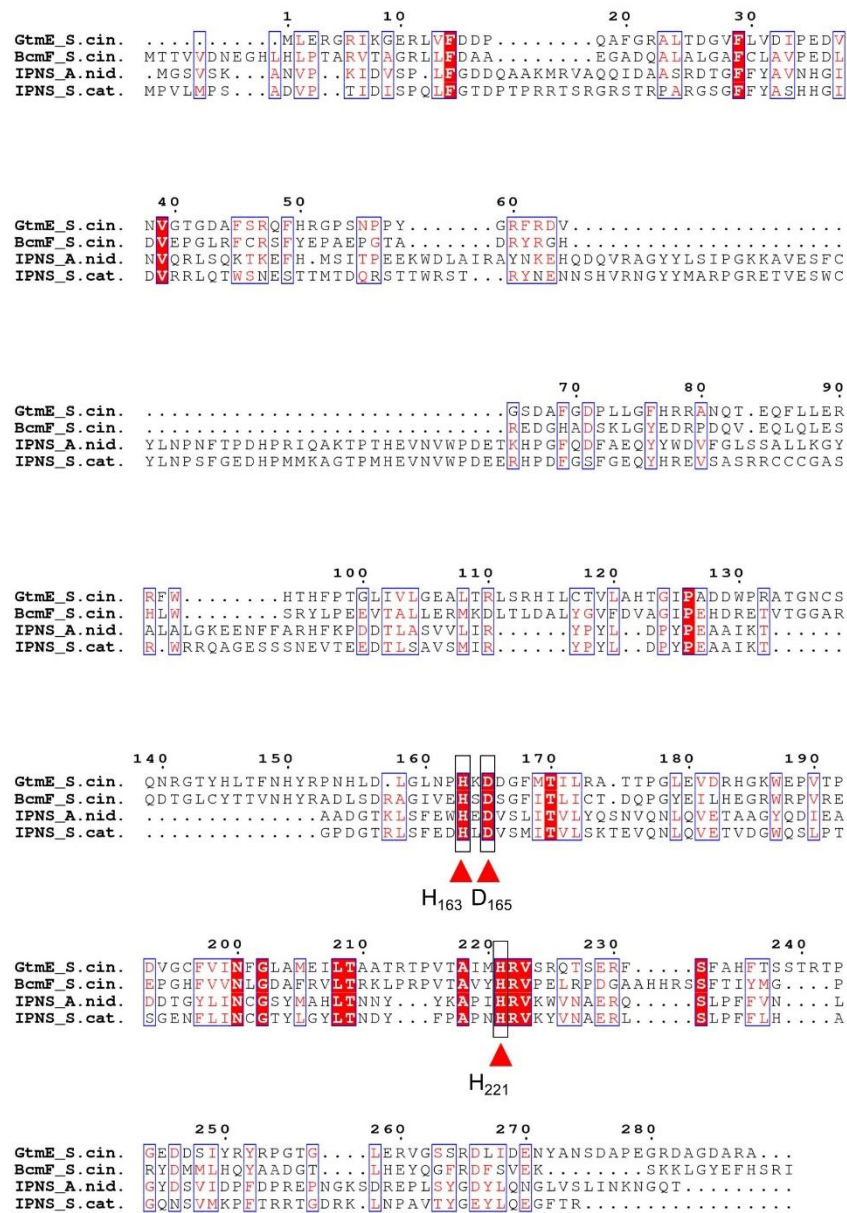 1 10 20 30
GtmE_S.cin. ...........MLERGRIKGERLVFDDP........QAFGRALTDGVFLVDIPEDV
BcmF_S.cin. MTTVVDNEGHLHLPTARVTAGRLLFDAA........EGADQALALGAFCLAVPEDL
IPNS_A.nid. .MGSVSK...ANVP.KIDVSPLFGDDQAAKMRVAQQIDAASRDTGFFYAVNHGI
IPNS_S.cat. MPVLMPS...ADVP..TIDISPQLFGTDPTPRRTSRGRSTRPARGSGFFYASHHGI
40 50 60
GtmE_S.cin. NVGTGDAFSRQFHRGPSNPPY......GRFRDV.......................
BcmF_S.cin. DVEPGLRFCRSFYEPAEPGTA......DRYRGH.......................
IPNS_A.nid. NVQRLSQKTKEFH.MSITPEEKWDLAIRAYNKEHQDQVRAGYYLSIPGKKAVESFC
IPNS_S.cat. DVRRLQTWSNESTTMTDQRSTTWRST..RYNENNSHVRNGYYMARPGRETVESWC
70 80 90
GtmE_S.cin. .................................GSDAFGDPLLGFHRRANQT.EQFLLER
BcmF_S.cin. .................................REDGHADSKLGYEDRPDQV.EQLQLES
IPNS_A.nid. YLNPNFTPDHPRIQAKTPTHEVNVWPDETKHPGFQDFAEQYYWDVFGLSSALLKGY
IPNS_S.cat. YLNPSFGEDHPMMKAGTPMHEVNVWPDEERHPDFGSFGEQYHREVSASRRCCCGAS
100 110 120 130
GtmE_S.cin. RFW........HTHFPTGLIVLGEALTRLSRHILCTVLAHTGIPADDWPRATGNCS
BcmF_S.cin. HLW........SRYLPEEVTALLERMKDLTLDALYGVFDVAGIPEHDRETVTGGAR
IPNS_A.nid. ALALGKEENFFARHFKPDDTLASVVLIR......YPYL..DPYPEAAIKT......
IPNS_S.cat. R.WRRQAGESSSNEVTEEDTLSAVSMIR......YPYL..DPYPEAAIKT......
140 150 160 170 180 190
GtmE_S.cin. QNRGTYHLTFNHYRPNHLD.LGLNPHKDDGFMTILRA.TTPGLEVDRHGKWEPVTP
BcmF_S.cin. QDTGLCYTTVNHYRADLSDRAGIVEHSDSGFITLICT.DQPGYEILHEGRWRPVRE
IPNS_A.nid. ..............AADGTKLSFEWHEDVSLITVLYQSNVQNLQVETAAGYQDIEA
IPNS_S.cat. ..............GPDGTRLSFEDHLDVSMITVLSKTEVQNLQVETVDGWQSLPT
H163 D165
200 210 220 230 240
GtmE_S.cin. DVGCFVINFGLAMEILTAATRTPVTAIMHRVSRQTSERF.....SFAHFTSSTRTP
BcmF_S.cin. EPGHFVVNLGDAFRVLTRKLPRPVTAVYHRVPELRPDGAAHHRSSFTIYMG....P
IPNS_A.nid. DDTGYLINCGSYMAHLTNNY...YKAPIHRVKWVNAERQ.....SLPFFVN....L
IPNS_S.cat. SGENFLINCGTYLGYLTNDY...FPAPNHRVKYVNAERL.....SLPFFLH....A
H221
250 260 270 280
GtmE_S.cin. GEDDSIYRYRPGTG....LERVGSSRDLIDENYANSDAPEGRDAGDARA..
BcmF_S.cin. RYDMMLHQYAADGT....LHEYQGFRDFSVEK......SKKLGYEFHSRI
IPNS_A.nid. GYDSVIDPFDPREPNGKSDREPLSYGDYLQNGLVSLINKNGQT........
IPNS_S.cat. GQNSVMKPFTRRTGDRK.LNPAVTYGEYLQEGFTR...............